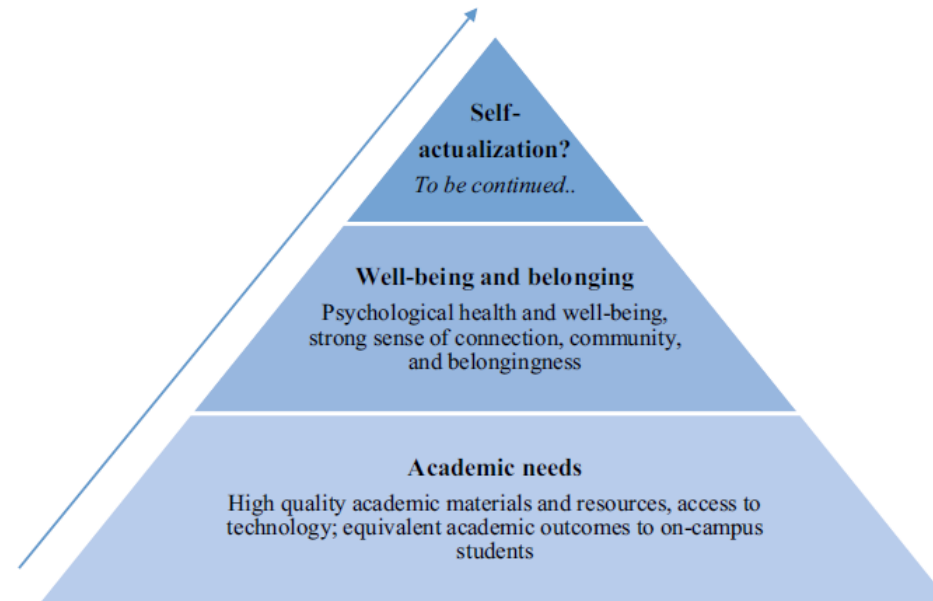 Self-
actualization?
To be continued..
Well-being and belonging
Psychological health and well-being,
strong sense of connection, community,
and belongingness
Academic needs
High quality academic materials and resources, access to
technology; equivalent academic outcomes to on-campus
students